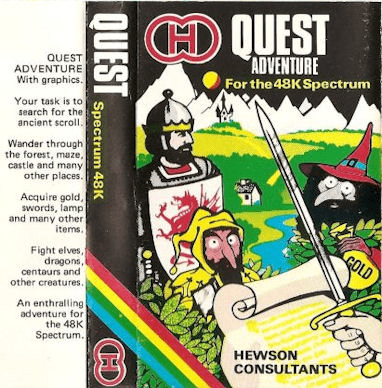 QUEST
ADVENTURE
With graphics.
Your task is to
search for the
ancient scroll.
Wander through
the forest, maze,
castle and many
other places.
Acquire gold,
swords, lamp
and many other
items.
Fight elves,
dragons,
centaurs and
other creatures.
An enthralling
adventure for
the 48K
Spectrum.
QUEST
Spectrum 48K
QUEST
ADVENTURE
For the 48K Spectrum
GOLD
HEWSON
CONSULTANTS